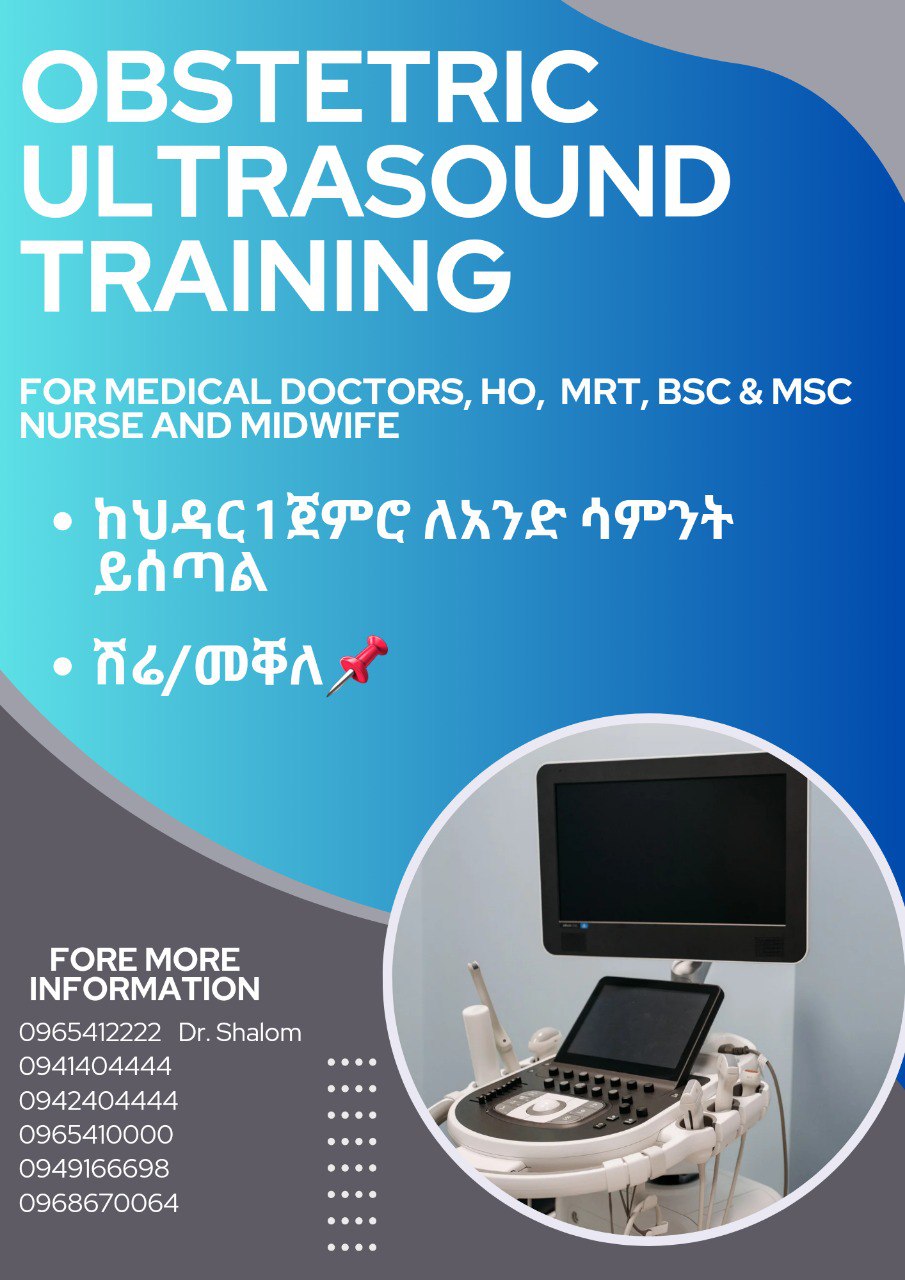 OBSTETRIC
ULTRASOUND
TRAINING
FOR MEDICAL DOCTORS, HO, MRT, BSC & MSC
NURSE AND MIDWIFE
• ከህዳር 1 ጀምሮ ለአንድ ሳምንት
ይሰጣል
• ሽሬ/መቐለ📌
FORE MORE
INFORMATION
0965412222 Dr. Shalom
0941404444
0942404444
0965410000
0949166698
0968670064